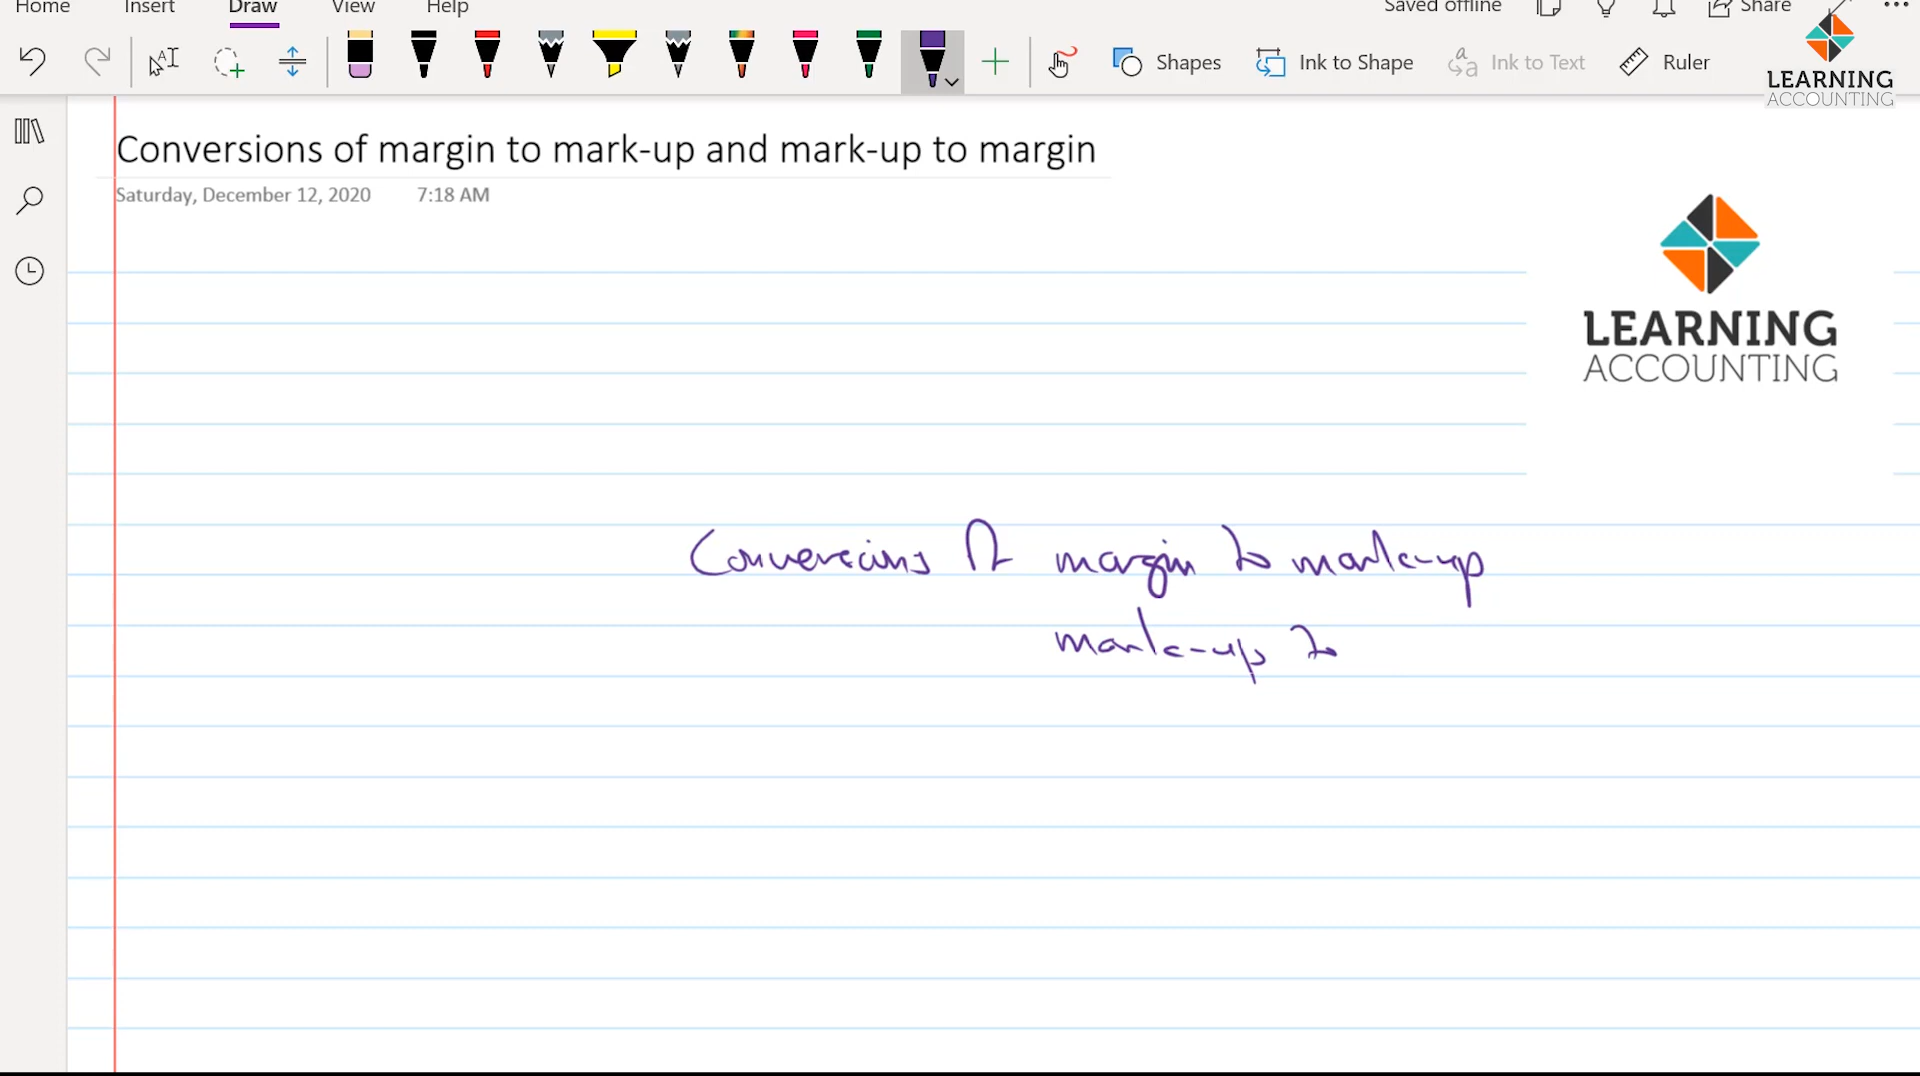 Home Insert Draw View Help Saved offline Share
Shapes Ink to Shape Ink to Text Ruler
LEARNING
ACCOUNTING
Conversions of margin to mark-up and mark-up to margin
Saturday, December 12, 2020 7:18 AM
LEARNING
ACCOUNTING
Conversions of margin to mark-up
mark-up to